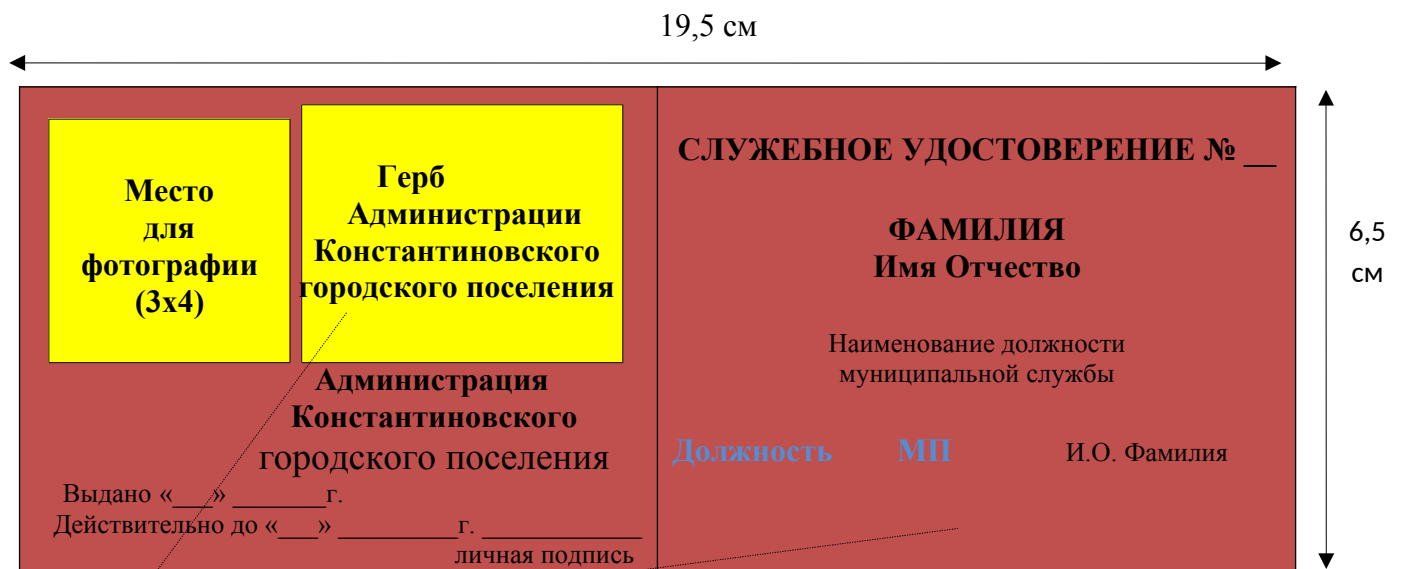 19,5 см
Место
для
фотографии
(3х4)
Герб
Администрации
Константиновского
городского поселения
Администрация
Константиновского
городского поселения
Выдано «___» _______г.
Действительно до «___» _________г. ____________
личная подпись
СЛУЖЕБНОЕ УДОСТОВЕРЕНИЕ № __
ФАМИЛИЯ
Имя Отчество
Наименование должности
муниципальной службы
Должность МП И.О. Фамилия
6,5
см